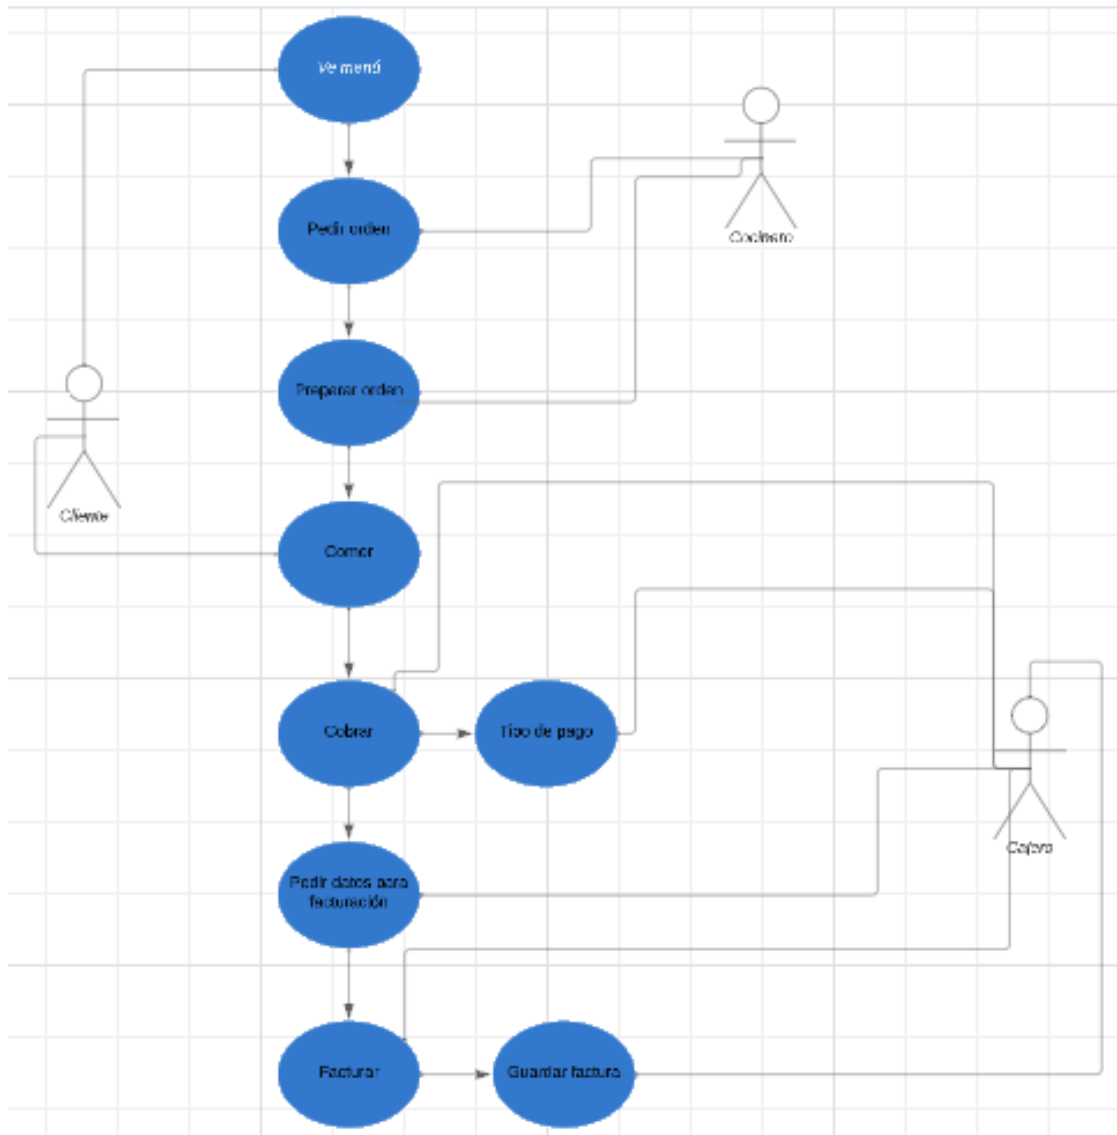 Ve menú
Pedir orden
Cocinero
Preparar orden
Cliente
Comer
Cobrar
Tipo de pago
Cajero
Pedir datos para
facturación
Facturar
Guardar factura